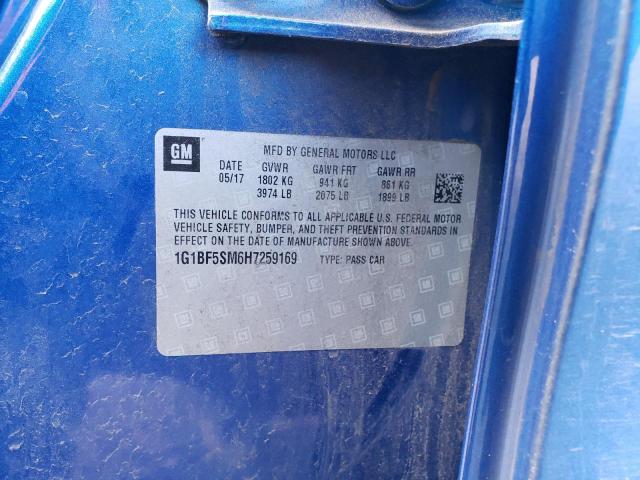 GM
MFD BY GENERAL MOTORS LLC
DATE GVWR GAWR FRT GAWR RR
05/17 1802 KG 941 KG 861 KG
3974 LB 2075 LB 1899 LB
THIS VEHICLE CONFORMS TO ALL APPLICABLE U.S. FEDERAL MOTOR
VEHICLE SAFETY, BUMPER, AND THEFT PREVENTION STANDARDS IN
EFFECT ON THE DATE OF MANUFACTURE SHOWN ABOVE.
1G1BF5SM6H7259169 TYPE: PASS CAR